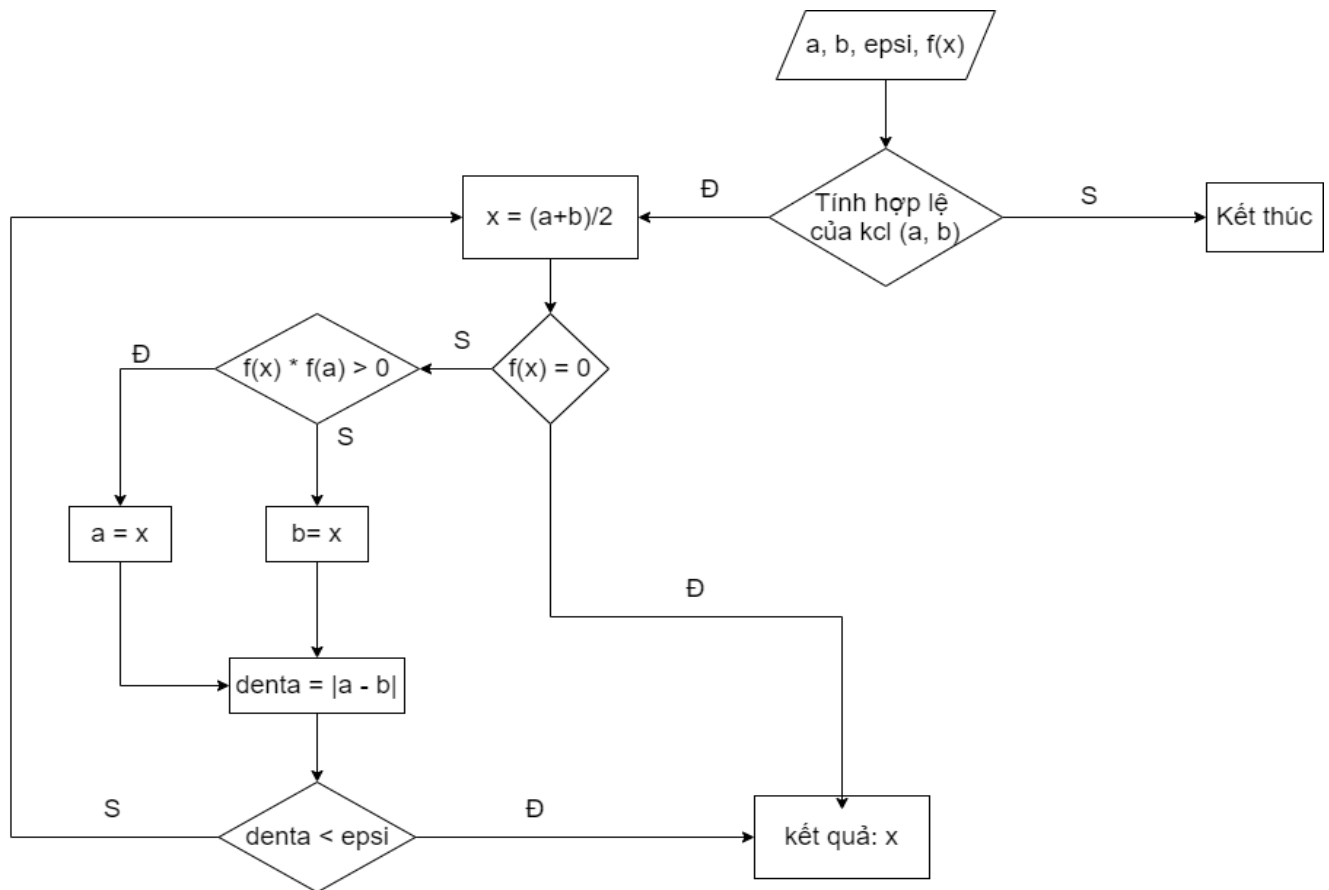 a, b, epsi, f(x)
Tính hợp lệ
của kcl (a, b)
Đ
S
Kết thúc
x = (a+b)/2
f(x) = 0
S
Đ
f(x) * f(a) > 0
Đ
S
a = x
b= x
denta = |a - b|
denta < epsi
S
Đ
kết quả: x